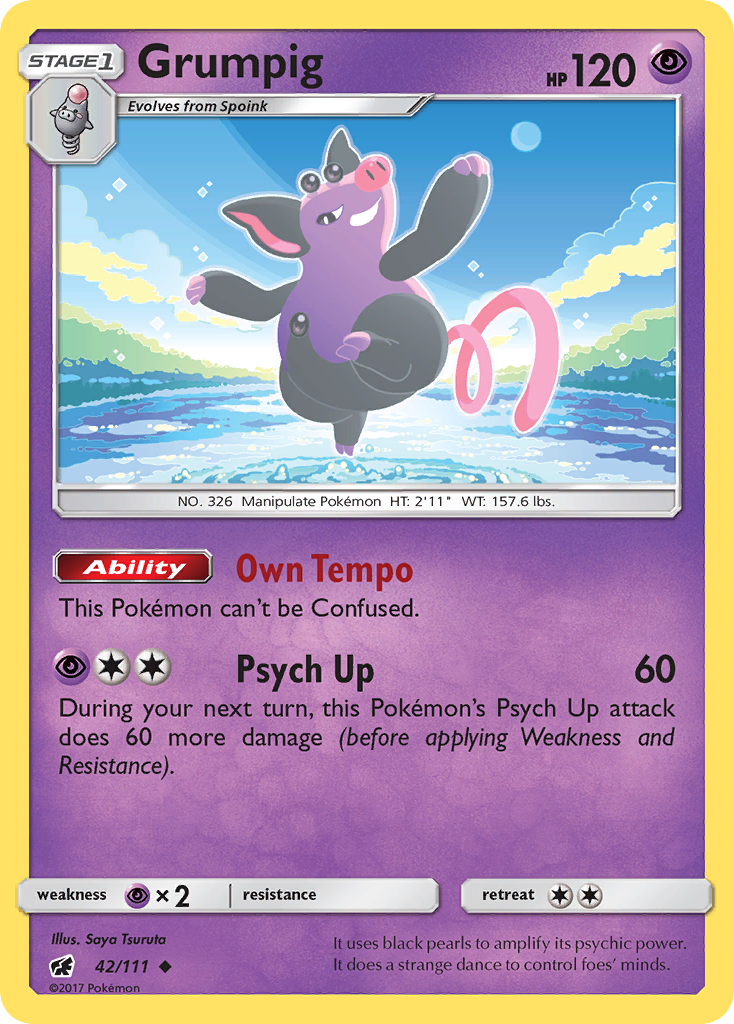 STAGE1 Grumpig HP 120
Evolves from Spoink
NO. 326 Manipulate Pokémon HT: 2'11" WT: 157.6 lbs.
Ability Own Tempo
This Pokémon can't be Confused.
Psych Up 60
During your next turn, this Pokémon's Psych Up attack
does 60 more damage (before applying Weakness and
Resistance).
weakness ×2 resistance retreat
Illus. Saya Tsuruta
42/111
©2017 Pokémon
It uses black pearls to amplify its psychic power.
It does a strange dance to control foes' minds.